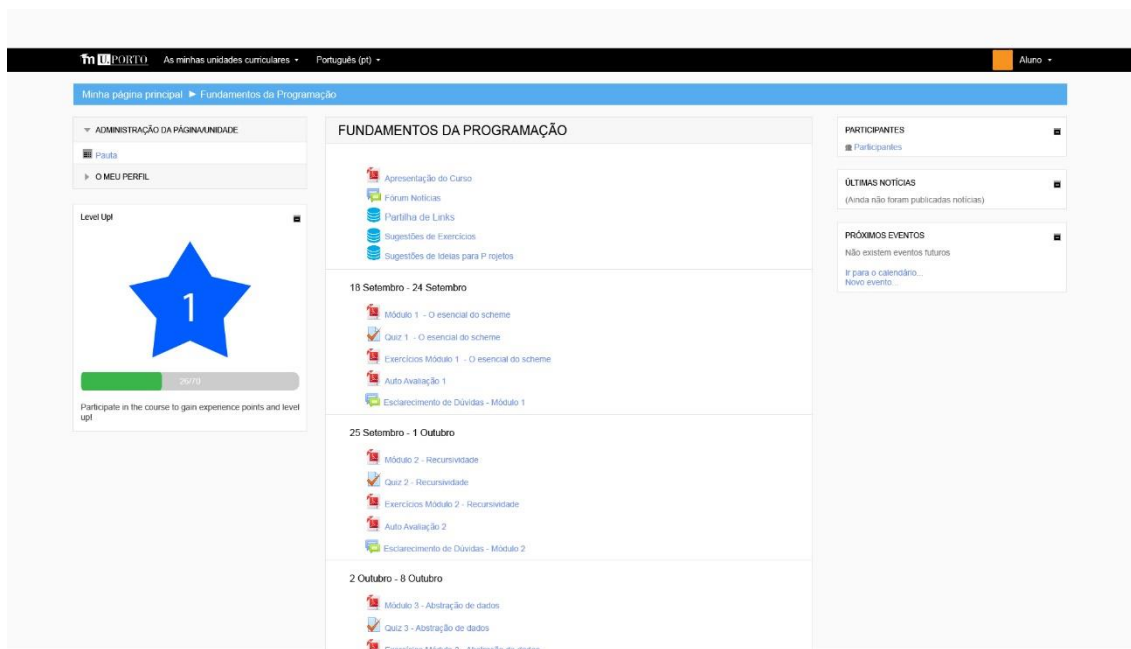 m U.PORTO As minhas unidades curriculares Português (pt) Aluno
Minha página principal ► Fundamentos da Programação
ADMINISTRAÇÃO DA PÁGINA/UNIDADE
Pauta
O MEU PERFIL
Level Up!
1
26/70
Participate in the course to gain experience points and level
up!
FUNDAMENTOS DA PROGRAMAÇÃO
Apresentação do Curso
Fórum Notícias
Partilha de Links
Sugestões de Exercícios
Sugestões de Ideias para P rojetos
18 Setembro - 24 Setembro
Módulo 1 - O esencial do scheme
Quiz 1 - O esencial do scheme
Exercícios Módulo 1 - O esencial do scheme
Auto Avaliação 1
Esclarecimento de Dúvidas - Módulo 1
25 Setembro - 1 Outubro
Módulo 2 - Recursividade
Quiz 2 - Recursividade
Exercícios Módulo 2 - Recursividade
Auto Avaliação 2
Esclarecimento de Dúvidas - Módulo 2
2 Outubro - 8 Outubro
Módulo 3 - Abstração de dados
Quiz 3 - Abstração de dados
Exercícios Módulo 3 - Abstração de dados
PARTICIPANTES
Participantes
ÚLTIMAS NOTÍCIAS
(Ainda não foram publicadas notícias)
PRÓXIMOS EVENTOS
Não existem eventos futuros
Ir para o calendário...
Novo evento...